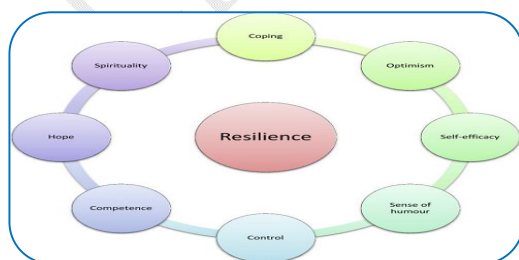 Coping
Spirituality
Optimism
Hope
Resilience
Self-efficacy
Competence
Sense of
humour
Control